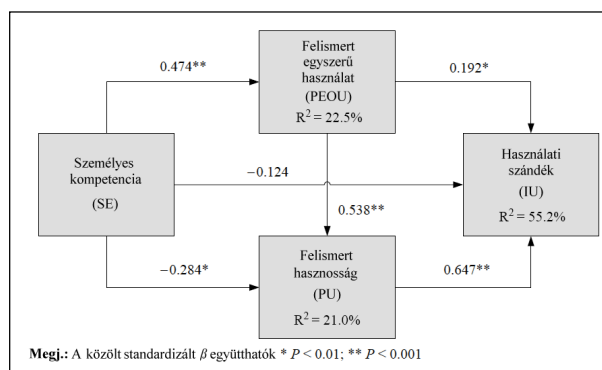 Felismert
egyszerű
használat
(PEOU)
R² = 22.5%
0.474**
0.192*
Személyes
kompetencia
(SE)
−0.124
Használati
szándék
(IU)
R² = 55.2%
0.538**
−0.284*
Felismert
hasznosság
(PU)
R² = 21.0%
0.647**
Megj.: A közölt standardizált β együtthatók * P < 0.01; ** P < 0.001